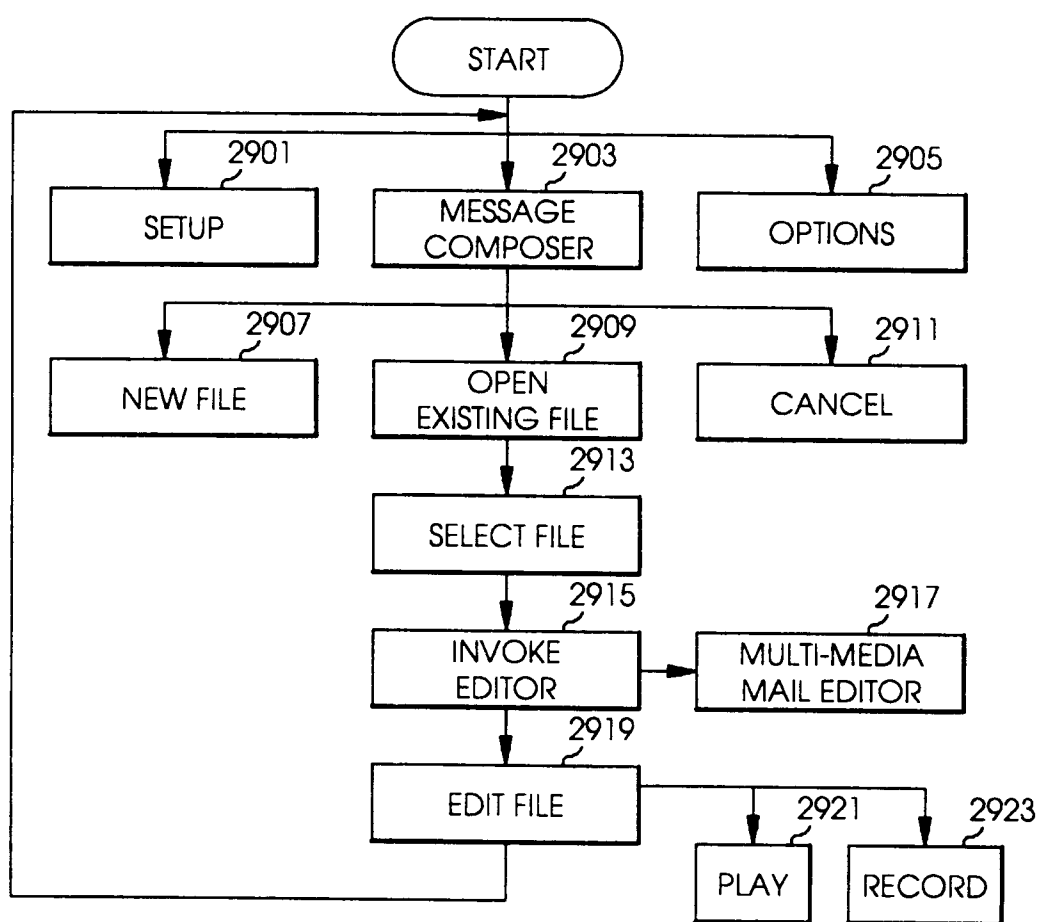 START
2901
2903
2905
SETUP
MESSAGE
COMPOSER
OPTIONS
2907
2909
2911
NEW FILE
OPEN
EXISTING FILE
CANCEL
2913
SELECT FILE
2915
2917
INVOKE
EDITOR
MULTI-MEDIA
MAIL EDITOR
2919
EDIT FILE
2921
2923
PLAY
RECORD